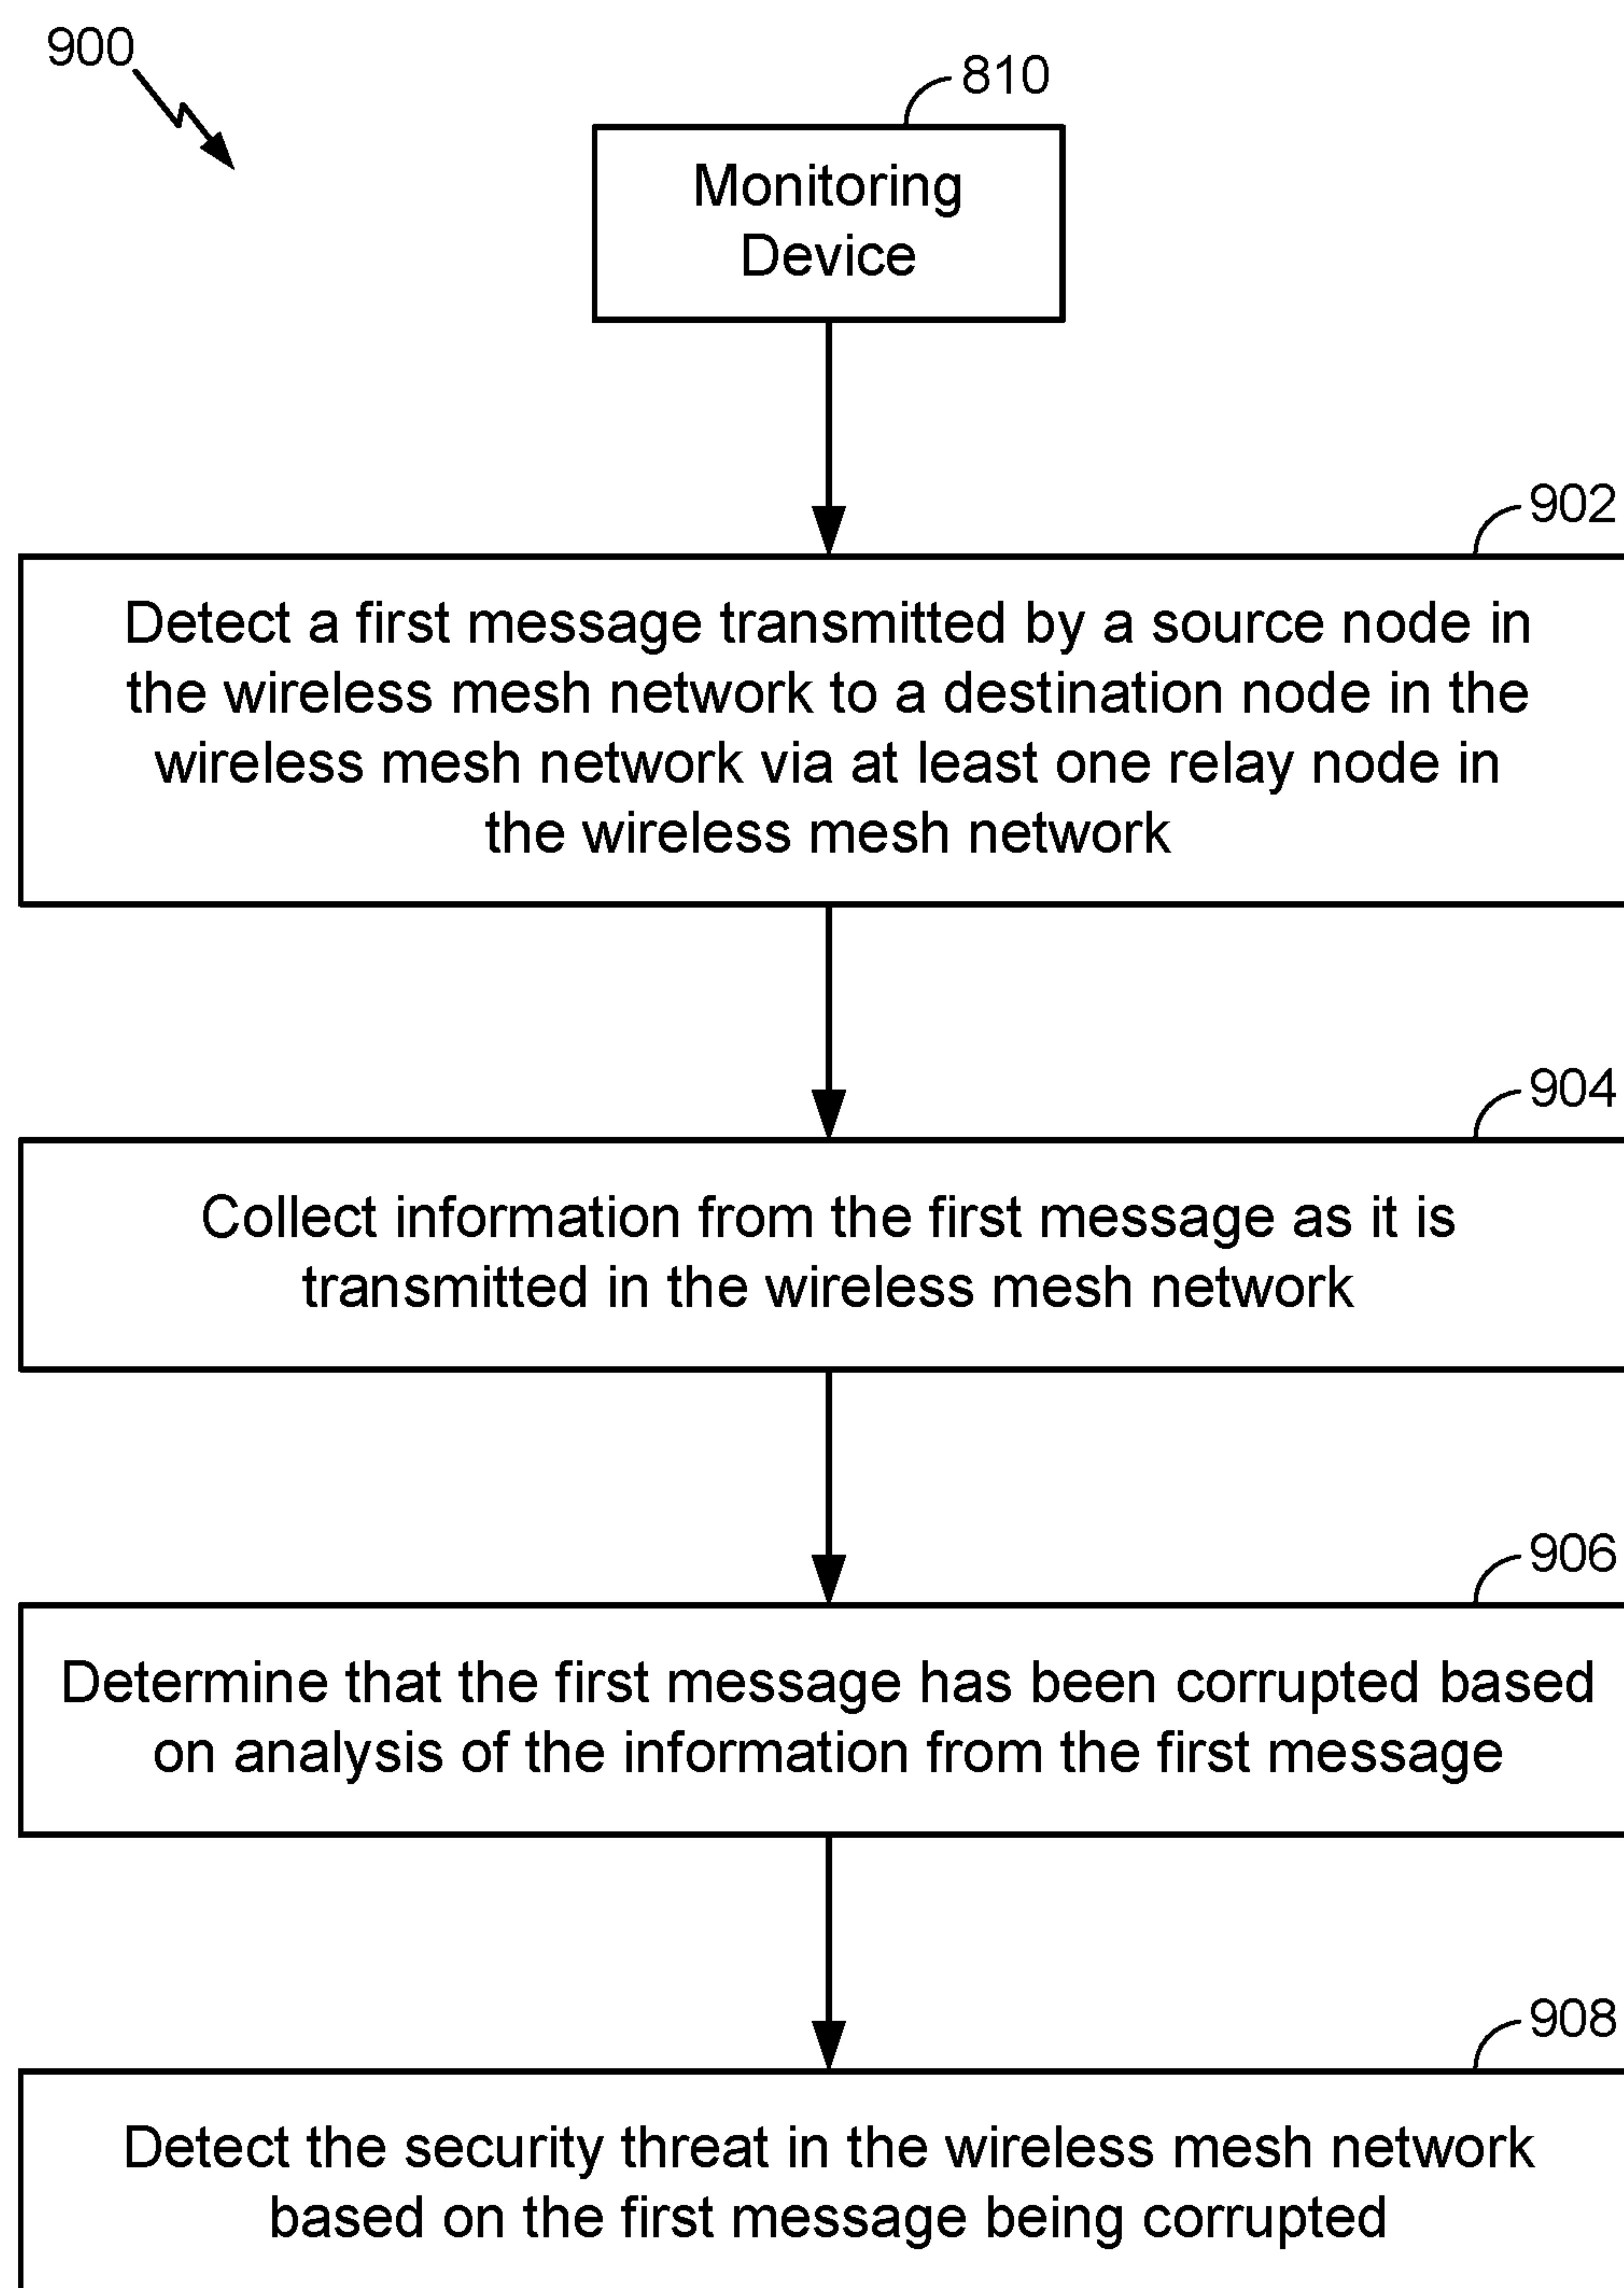 900
810
Monitoring
Device
902
Detect a first message transmitted by a source node in
the wireless mesh network to a destination node in the
wireless mesh network via at least one relay node in
the wireless mesh network
904
Collect information from the first message as it is
transmitted in the wireless mesh network
906
Determine that the first message has been corrupted based
on analysis of the information from the first message
908
Detect the security threat in the wireless mesh network
based on the first message being corrupted